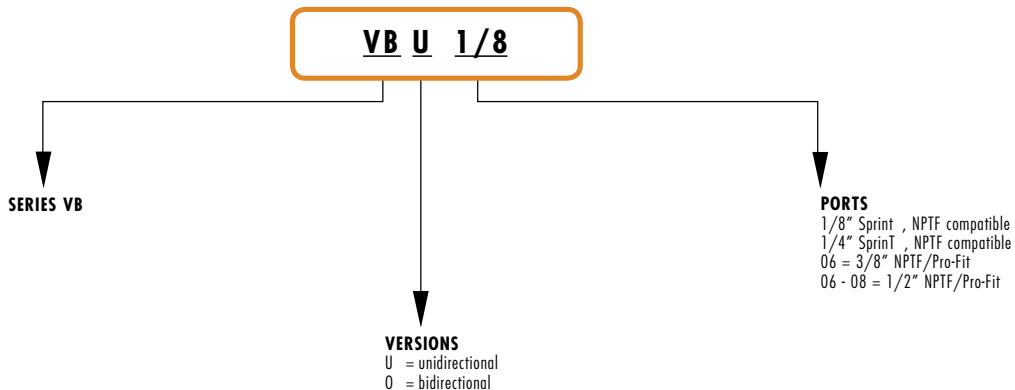 VB U 1/8
SERIES VB
PORTS
1/8" Sprint , NPTF compatible
1/4" SprinT , NPTF compatible
06 = 3/8" NPTF/Pro-Fit
06 - 08 = 1/2" NPTF/Pro-Fit
VERSIONS
U = unidirectional
O = bidirectional